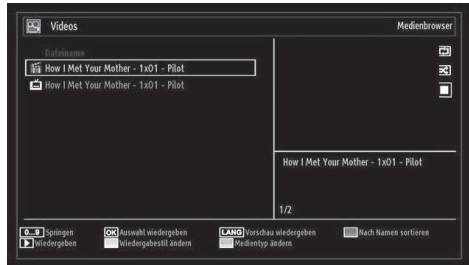 Videos
Medienbrowser
Dateiname
How I Met Your Mother - 1x01 - Pilot
How I Met Your Mother - 1x01 - Pilot
How I Met Your Mother - 1x01 - Pilot
1/2
0...9 Springen
OK Auswahl wiedergeben
LANG Vorschau wiedergeben
Nach Namen sortieren
Wiedergeben
Wiedergabestil ändern
Medientyp ändern